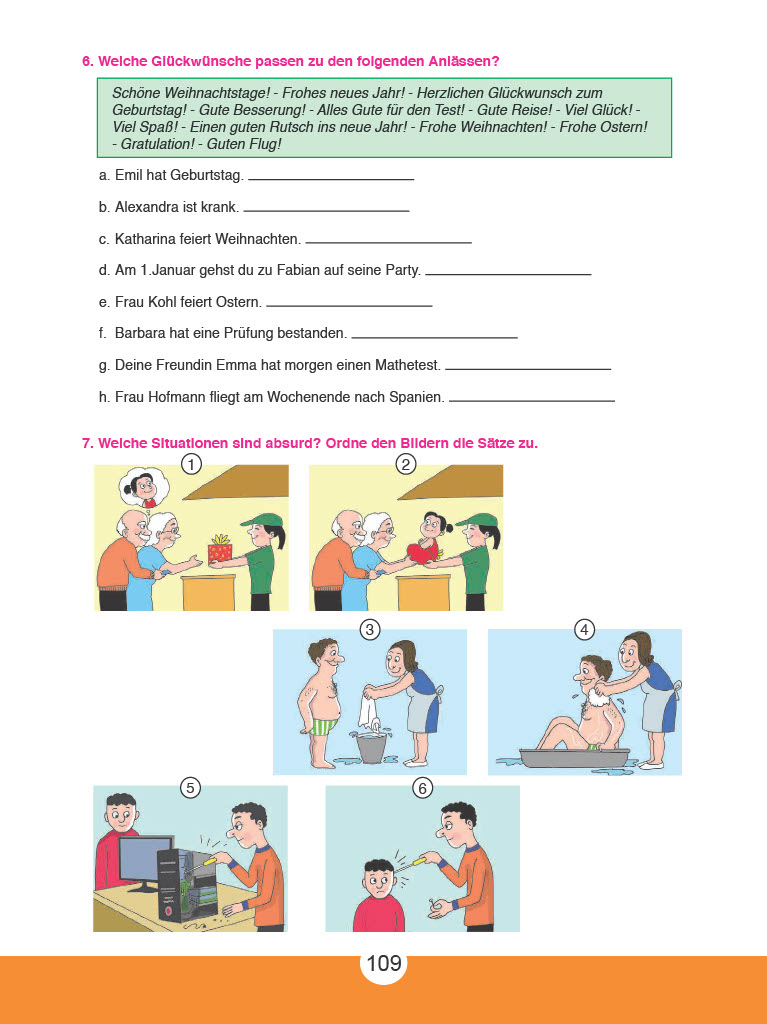 6. Welche Glückwünsche passen zu den folgenden Anlässen?
Schöne Weihnachtstage! - Frohes neues Jahr! - Herzlichen Glückwunsch zum
Geburtstag! - Gute Besserung! - Alles Gute für den Test! - Gute Reise! - Viel Glück! -
Viel Spaß! - Einen guten Rutsch ins neue Jahr! - Frohe Weihnachten! - Frohe Ostern!
- Gratulation! - Guten Flug!
a. Emil hat Geburtstag. ____________________
b. Alexandra ist krank. ____________________
c. Katharina feiert Weihnachten. ____________________
d. Am 1.Januar gehst du zu Fabian auf seine Party. ____________________
e. Frau Kohl feiert Ostern. ____________________
f. Barbara hat eine Prüfung bestanden. ____________________
g. Deine Freundin Emma hat morgen einen Mathetest. ____________________
h. Frau Hofmann fliegt am Wochenende nach Spanien. ____________________
7. Welche Situationen sind absurd? Ordne den Bildern die Sätze zu.
1
2
3
4
5
6
109